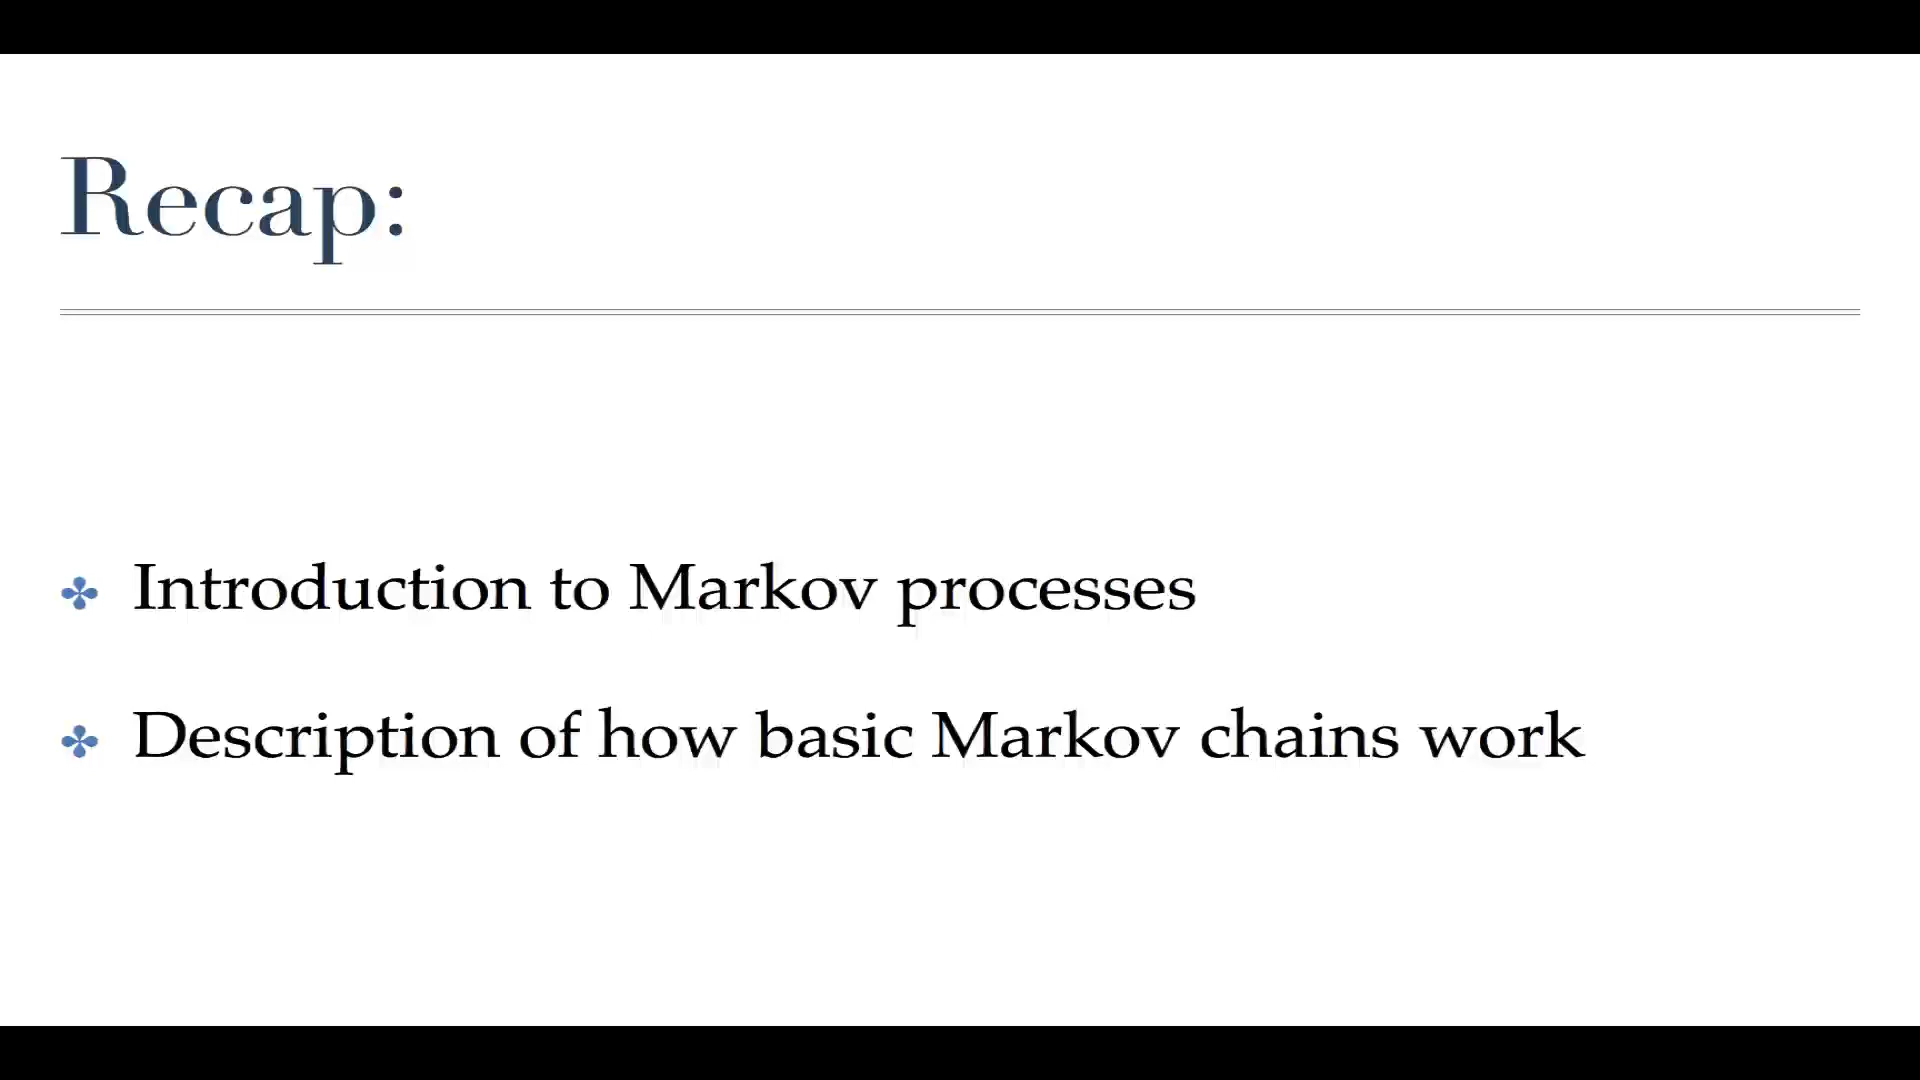 Recap:
Introduction to Markov processes
Description of how basic Markov chains work